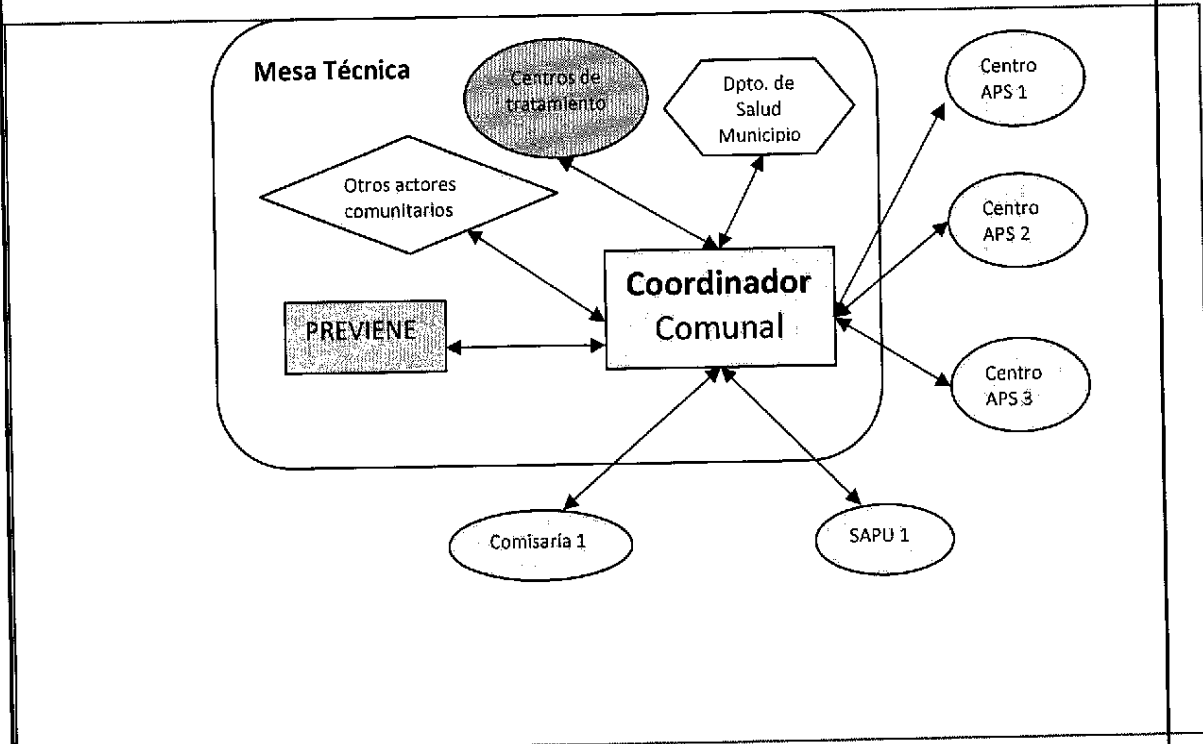 Mesa Técnica
Centros de
tratamiento
Dpto. de
Salud
Municipio
Centro
APS 1
Otros actores
comunitarios
Centro
APS 2
Coordinador
Comunal
PREVIENE
Centro
APS 3
Comisaría 1
SAPU 1